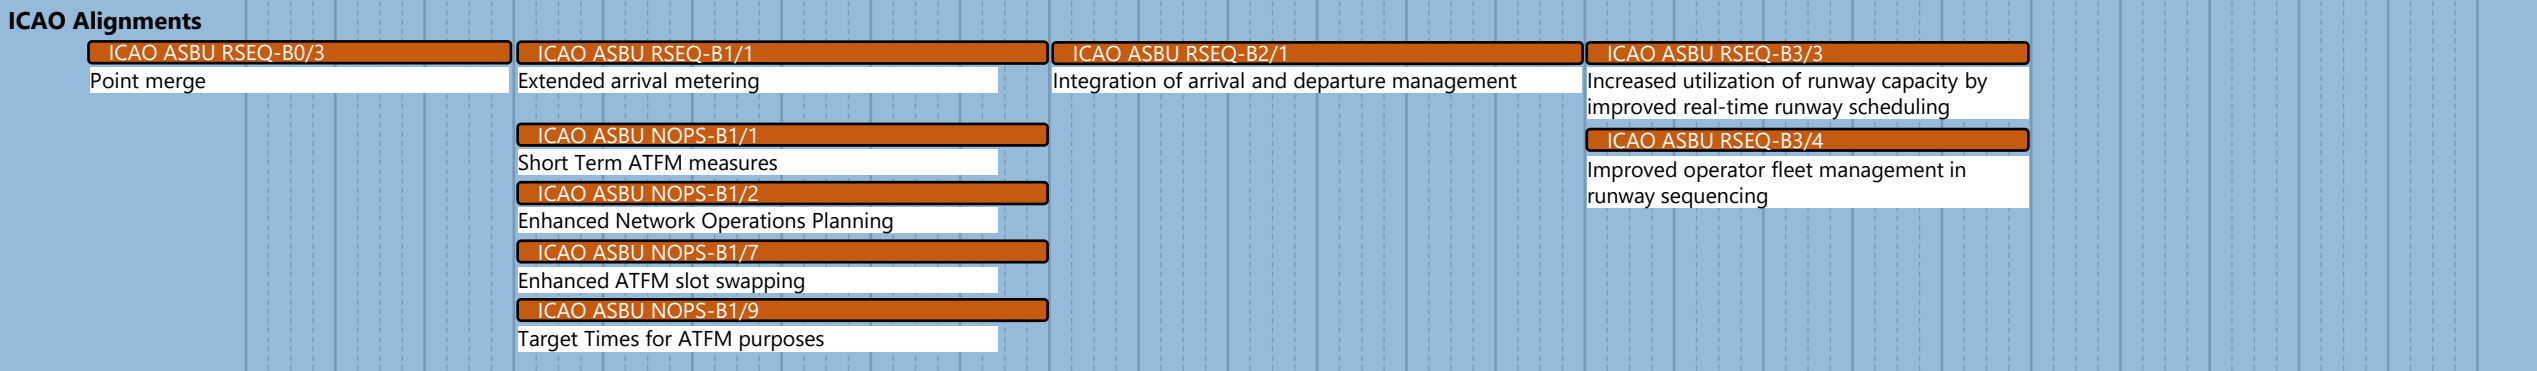 ICAO Alignments
ICAO ASBU RSEQ-B0/3
Point merge
ICAO ASBU RSEQ-B1/1
Extended arrival metering
ICAO ASBU NOPS-B1/1
Short Term ATFM measures
ICAO ASBU NOPS-B1/2
Enhanced Network Operations Planning
ICAO ASBU NOPS-B1/7
Enhanced ATFM slot swapping
ICAO ASBU NOPS-B1/9
Target Times for ATFM purposes
ICAO ASBU RSEQ-B2/1
Integration of arrival and departure management
ICAO ASBU RSEQ-B3/3
Increased utilization of runway capacity by
improved real-time runway scheduling
ICAO ASBU RSEQ-B3/4
Improved operator fleet management in
runway sequencing